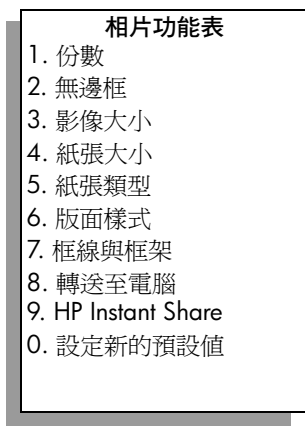 相片功能表
1. 份數
2. 無邊框
3. 影像大小
4. 紙張大小
5. 紙張類型
6. 版面樣式
7. 框線與框架
8. 轉送至電腦
9. HP Instant Share
0. 設定新的預設值